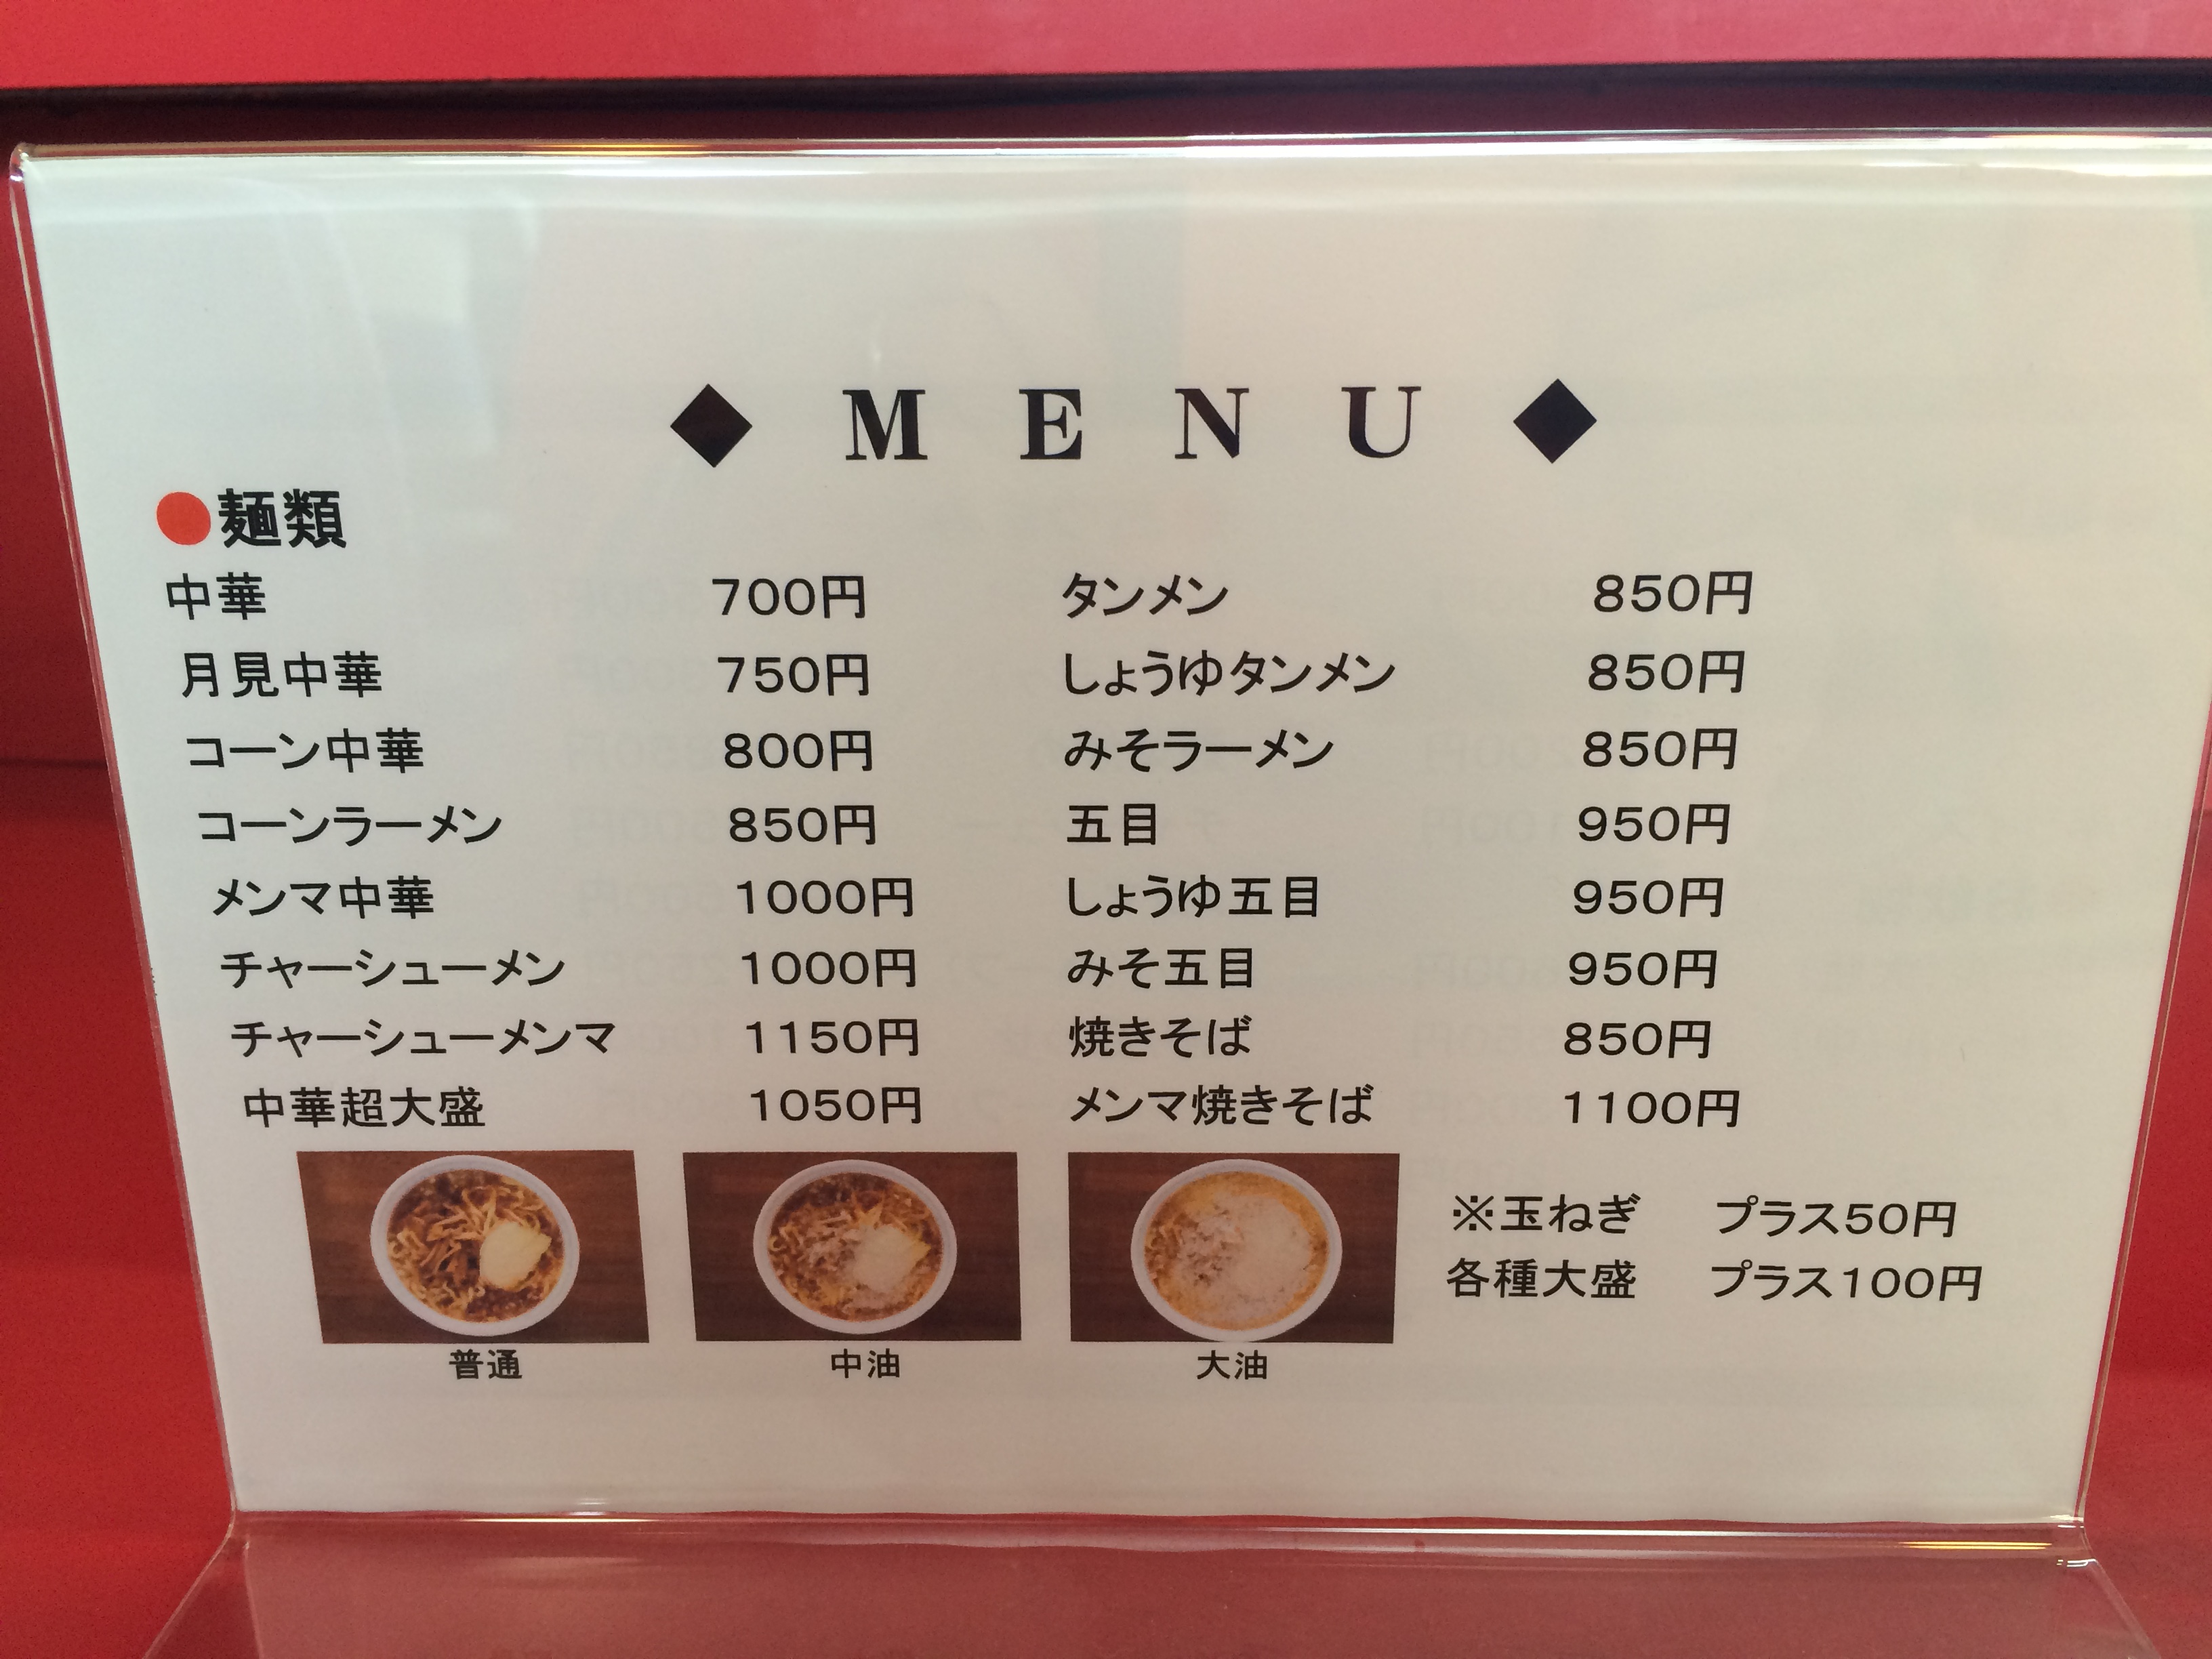 ◆ MENU ◆
●麺類
中華 700円 タンメン 850円
月見中華 750円 しょうゆタンメン 850円
コーン中華 800円 みそラーメン 850円
コーンラーメン 850円 五目 950円
メンマ中華 1000円 しょうゆ五目 950円
チャーシューメン 1000円 みそ五目 950円
チャーシューメンマ 1150円 焼きそば 850円
中華超大盛 1050円 メンマ焼きそば 1100円
※玉ねぎ プラス50円
各種大盛 プラス100円
普通 中油 大油